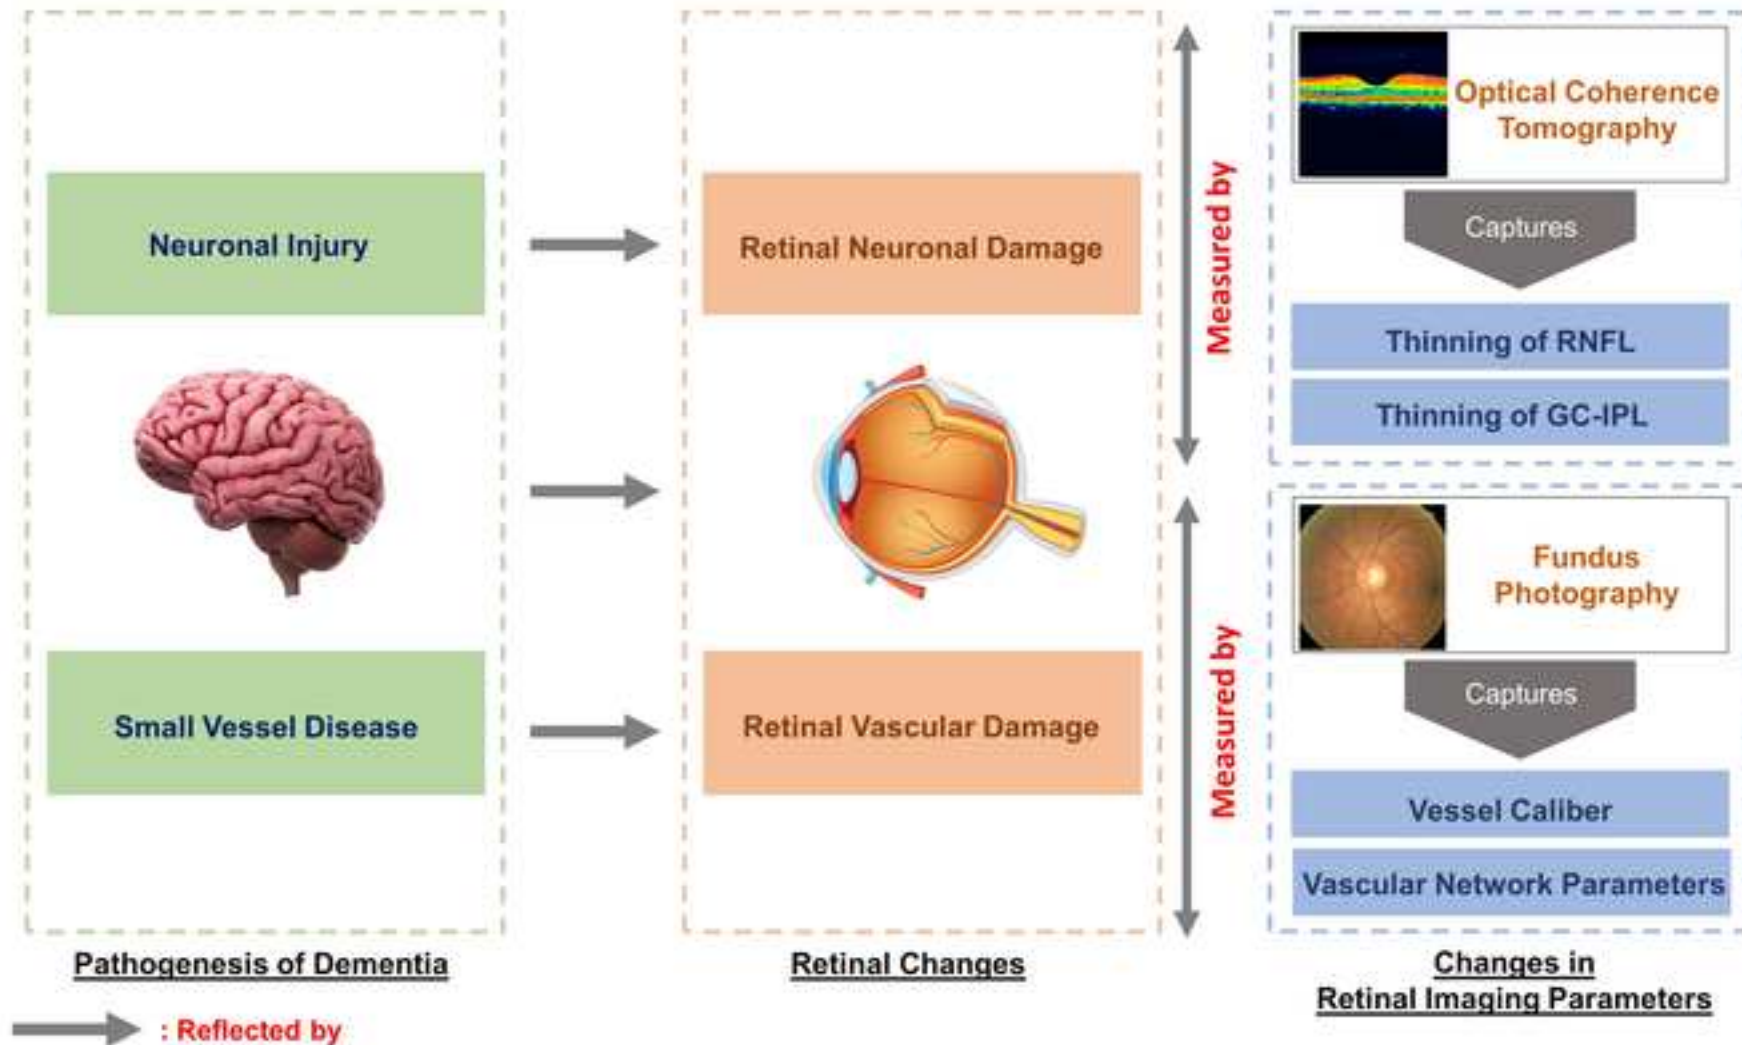 Neuronal Injury
Small Vessel Disease
Pathogenesis of Dementia
Retinal Neuronal Damage
Retinal Vascular Damage
Retinal Changes
Measured by
Measured by
Optical Coherence
Tomography
Captures
Thinning of RNFL
Thinning of GC-IPL
Fundus
Photography
Captures
Vessel Caliber
Vascular Network Parameters
Changes in
Retinal Imaging Parameters
: Reflected by